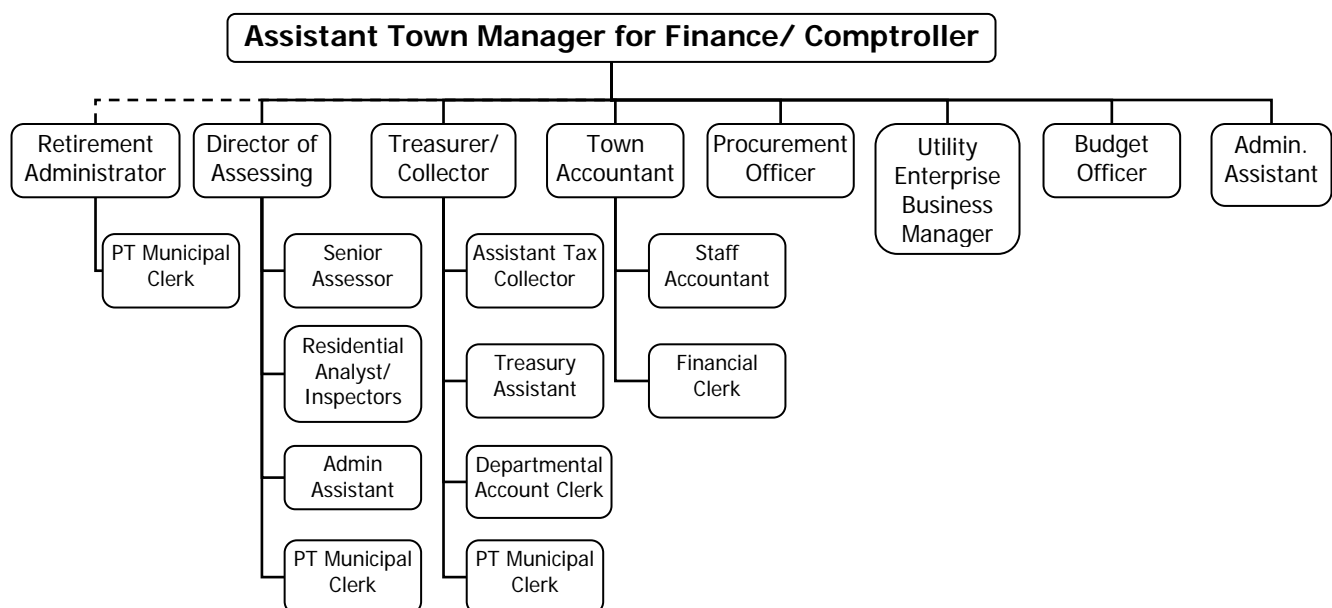 Assistant Town Manager for Finance/ Comptroller
Retirement
Administrator
Director of
Assessing
Treasurer/
Collector
Town
Accountant
Procurement
Officer
Utility
Enterprise
Business
Manager
Budget
Officer
Admin.
Assistant
PT Municipal
Clerk
Senior
Assessor
Residential
Analyst/
Inspectors
Admin
Assistant
PT Municipal
Clerk
Assistant Tax
Collector
Treasury
Assistant
Departmental
Account Clerk
PT Municipal
Clerk
Staff
Accountant
Financial
Clerk